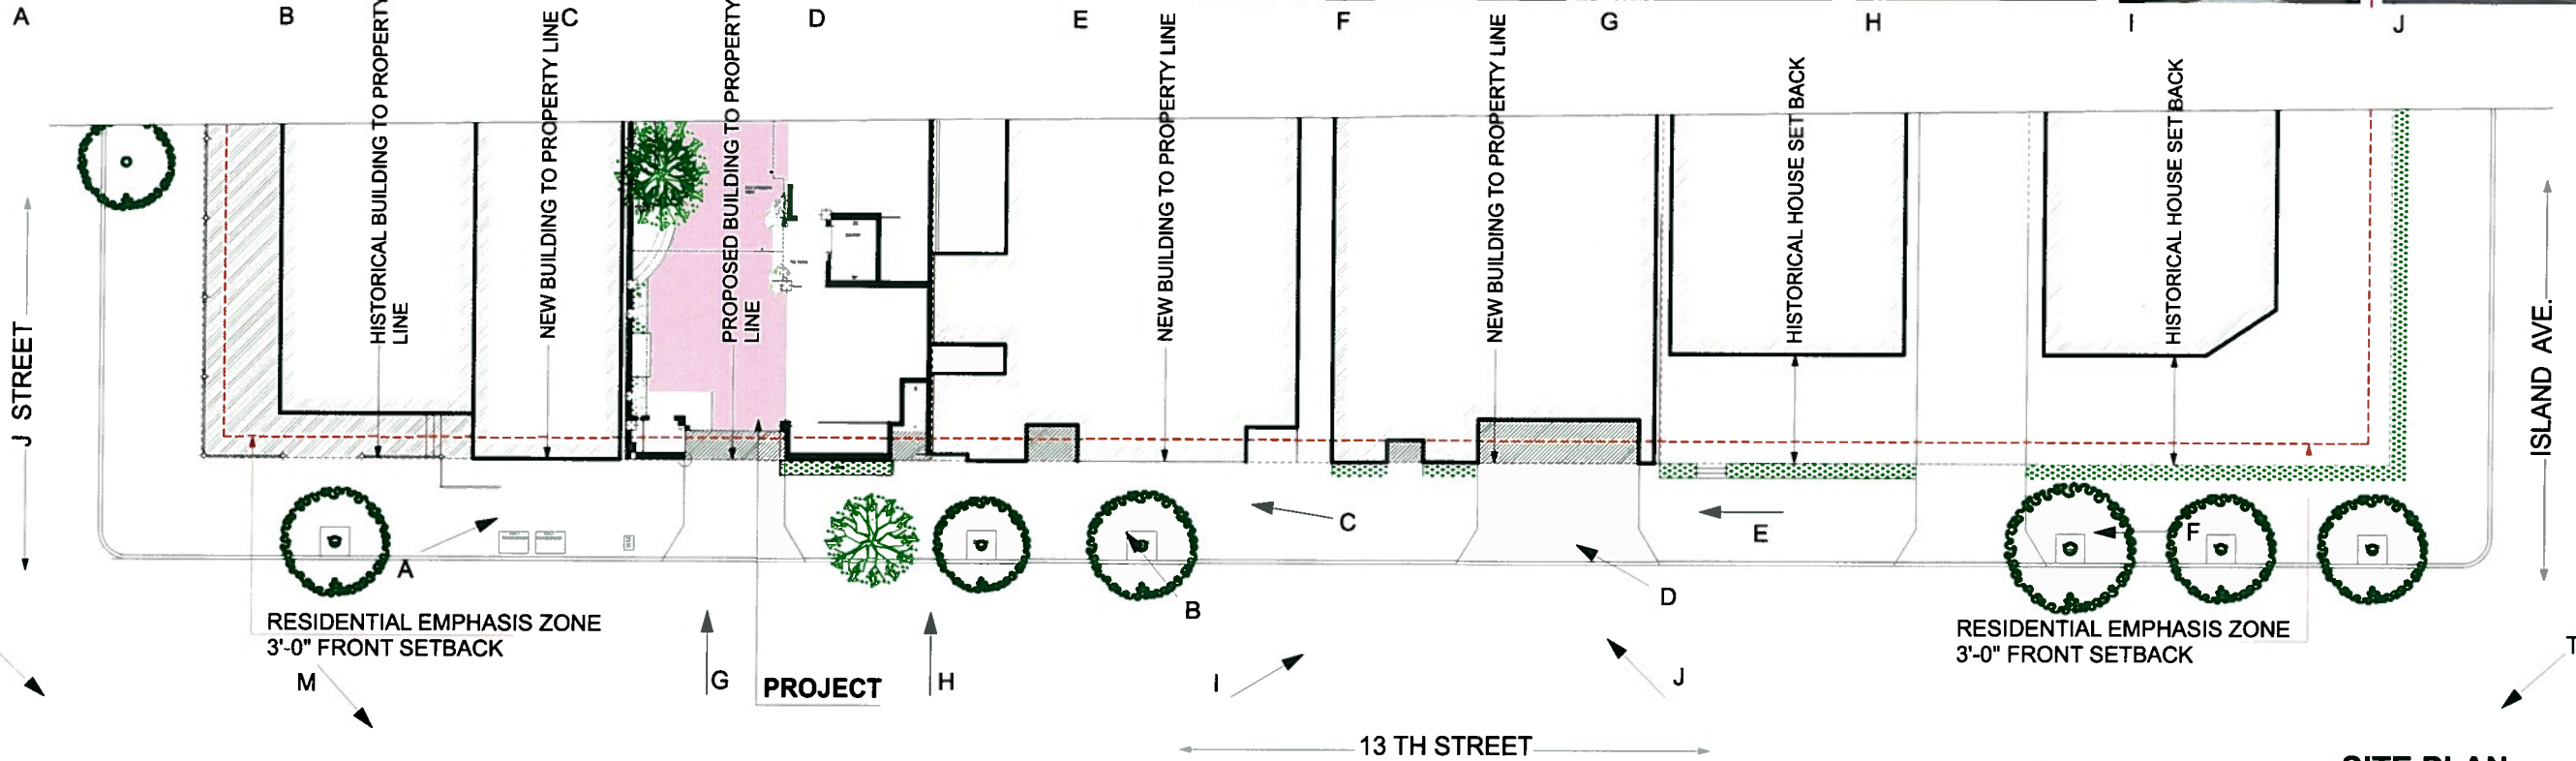 A B C D E F G H I J
HISTORICAL BUILDING TO PROPERTY
LINE
NEW BUILDING TO PROPERTY LINE
PROPOSED BUILDING TO PROPERTY
LINE
NEW BUILDING TO PROPERTY LINE
NEW BUILDING TO PROPERTY LINE
HISTORICAL HOUSE SET BACK
HISTORICAL HOUSE SET BACK
J STREET
ISLAND AVE.
C
E
F
A
B
D
RESIDENTIAL EMPHASIS ZONE
3'-0" FRONT SETBACK
RESIDENTIAL EMPHASIS ZONE
3'-0" FRONT SETBACK
M
G
PROJECT
H
I
J
T
13 TH STREET
SITE PLAN